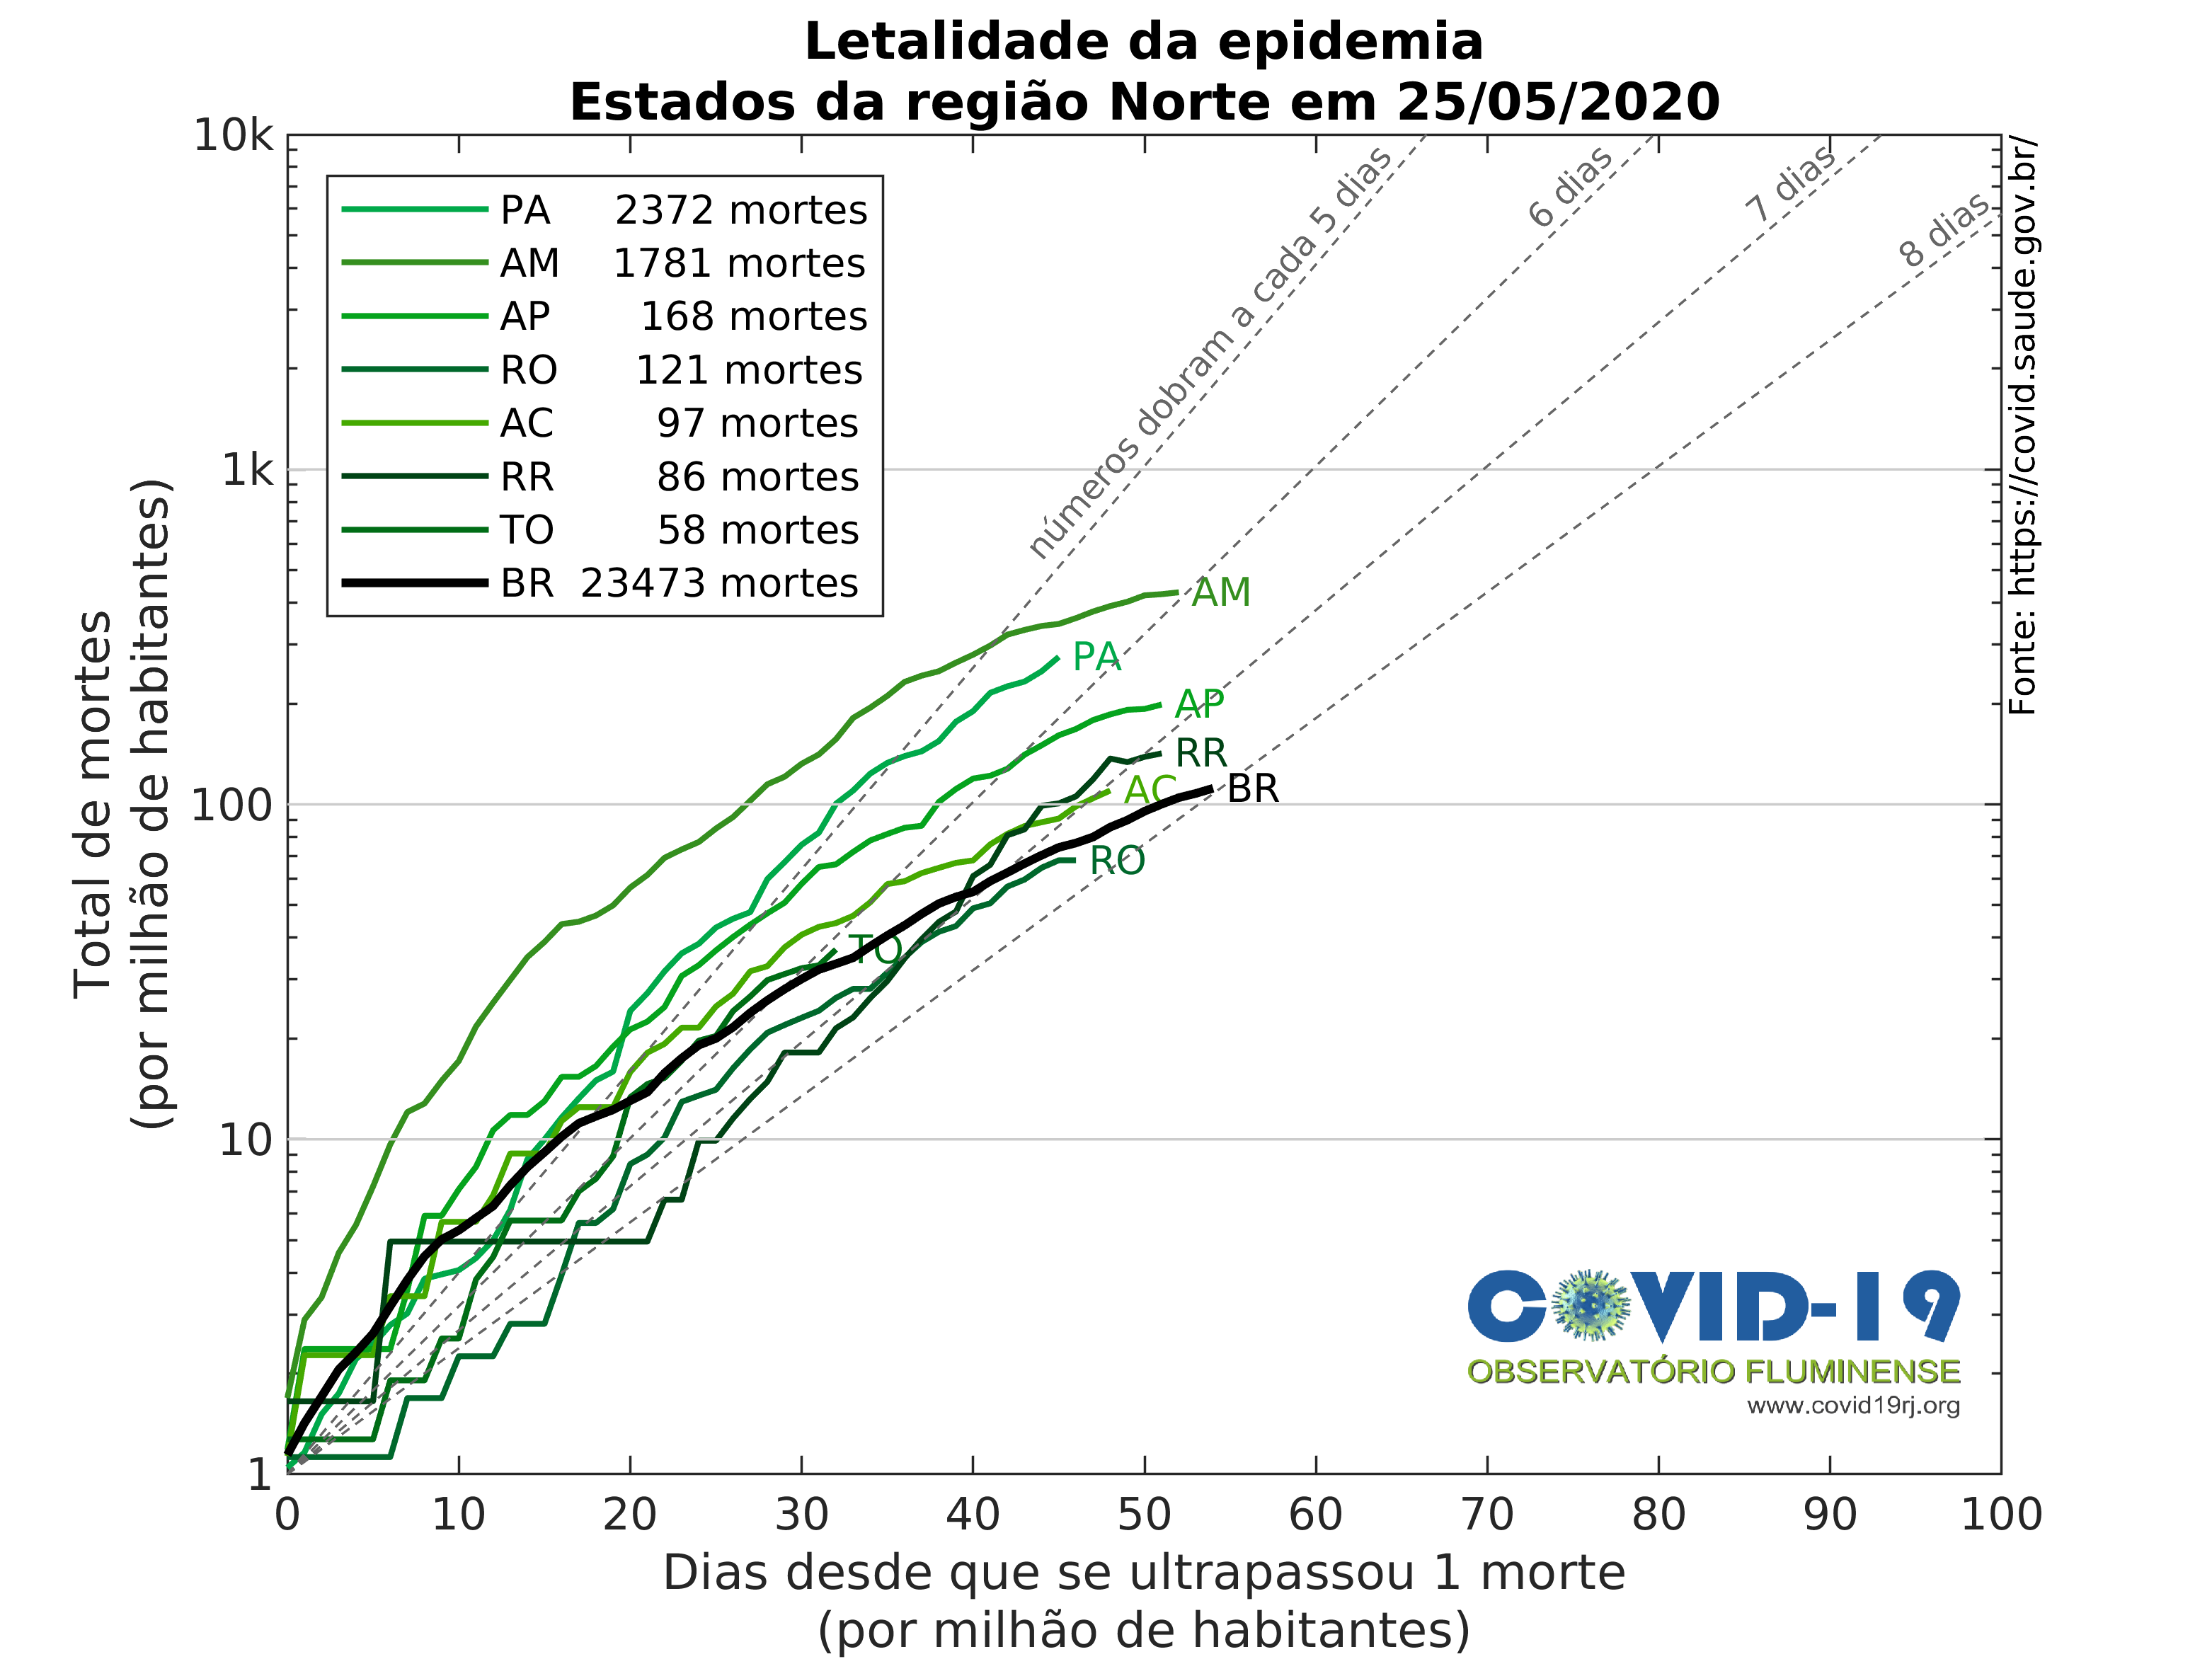 Letalidade da epidemia
Estados da região Norte em 25/05/2020
10k
1k
100
10
1
Total de mortes
(por milhão de habitantes)
PA 2372 mortes
AM 1781 mortes
AP 168 mortes
RO 121 mortes
AC 97 mortes
RR 86 mortes
TO 58 mortes
BR 23473 mortes
números dobram a cada 5 dias
6 dias
7 dias
8 dias
AM
PA
AP
RR
AC
BR
RO
TO
Fonte: https://covid.saude.gov.br/
COVID-19
OBSERVATÓRIO FLUMINENSE
www.covid19rj.org
0 10 20 30 40 50 60 70 80 90 100
Dias desde que se ultrapassou 1 morte
(por milhão de habitantes)